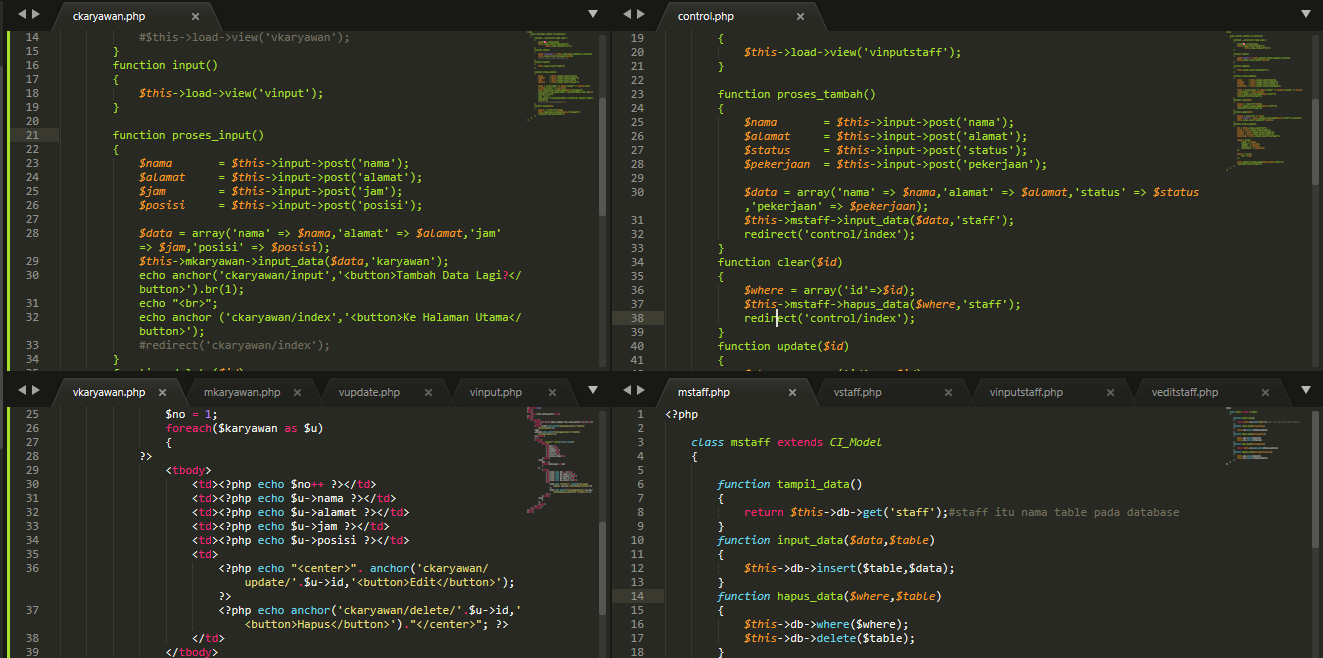 ckaryawan.php ×
14 #$this->load->view('vkaryawan');
15 }
16 function input()
17 {
18 $this->load->view('vinput');
19 }
20
21 function proses_input()
22 {
23 $nama = $this->input->post('nama');
24 $alamat = $this->input->post('alamat');
25 $jam = $this->input->post('jam');
26 $posisi = $this->input->post('posisi');
27
28 $data = array('nama' => $nama,'alamat' => $alamat,'jam'
=> $jam,'posisi' => $posisi);
29 $this->mkaryawan->input_data($data,'karyawan');
30 echo anchor('ckaryawan/input','<button>Tambah Data Lagi?</
button>').br(1);
31 echo "<br>";
32 echo anchor ('ckaryawan/index','<button>Ke Halaman Utama</
button>');
33 #redirect('ckaryawan/index');
34 }
control.php ×
19 {
20 $this->load->view('vinputstaff');
21 }
22
23 function proses_tambah()
24 {
25 $nama = $this->input->post('nama');
26 $alamat = $this->input->post('alamat');
27 $status = $this->input->post('status');
28 $pekerjaan = $this->input->post('pekerjaan');
29
30 $data = array('nama' => $nama,'alamat' => $alamat,'status' => $status
,'pekerjaan' => $pekerjaan);
31 $this->mstaff->input_data($data,'staff');
32 redirect('control/index');
33 }
34 function clear($id)
35 {
36 $where = array('id'=>$id);
37 $this->mstaff->hapus_data($where,'staff');
38 redirect('control/index');
39 }
40 function update($id)
41 {
vkaryawan.php × mkaryawan.php × vupdate.php × vinput.php ×
25 $no = 1;
26 foreach($karyawan as $u)
27 {
28 ?>
29 <tbody>
30 <td><?php echo $no++ ?></td>
31 <td><?php echo $u->nama ?></td>
32 <td><?php echo $u->alamat ?></td>
33 <td><?php echo $u->jam ?></td>
34 <td><?php echo $u->posisi ?></td>
35 <td>
36 <?php echo "<center>". anchor('ckaryawan/
update/'.$u->id,'<button>Edit</button>');
?>
37 <?php echo anchor('ckaryawan/delete/'.$u->id,'
<button>Hapus</button>')."</center>"; ?>
38 </td>
39 </tbody>
mstaff.php × vstaff.php × vinputstaff.php × veditstaff.php ×
1 <?php
2
3 class mstaff extends CI_Model
4 {
5
6 function tampil_data()
7 {
8 return $this->db->get('staff');#staff itu nama table pada database
9 }
10 function input_data($data,$table)
11 {
12 $this->db->insert($table,$data);
13 }
14 function hapus_data($where,$table)
15 {
16 $this->db->where($where);
17 $this->db->delete($table);
18 }